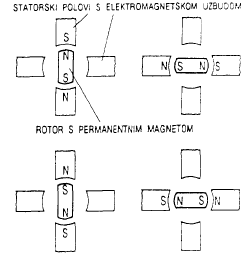 STATORSKI POLOVI S ELEKTROMAGNETSKOM UZBUDOM
S
N
S
N
N S N S
ROTOR S PERMANENTNIM MAGNETOM
N
S
N
S
S N S N